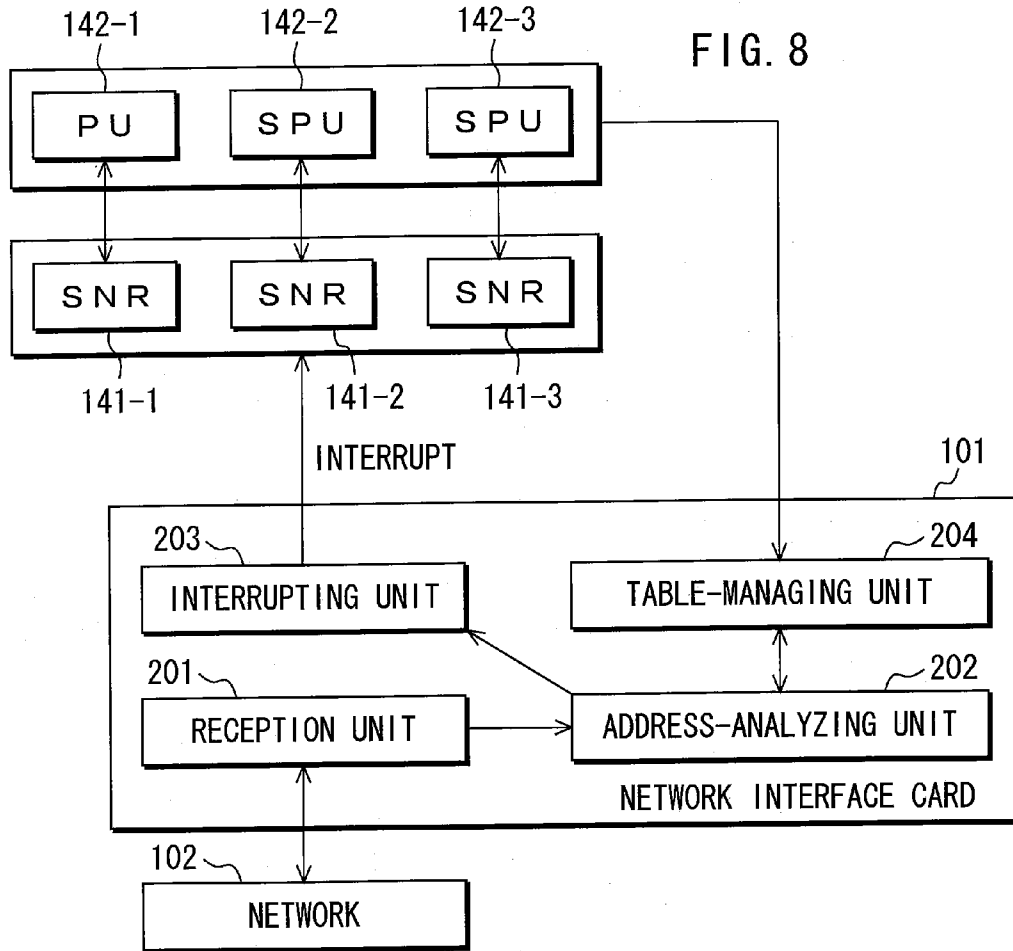 142-1 142-2 142-3
FIG. 8
PU SPU SPU
SNR SNR SNR
141-1 141-2 141-3
INTERRUPT
101
203 204
INTERRUPTING UNIT TABLE-MANAGING UNIT
201 202
RECEPTION UNIT ADDRESS-ANALYZING UNIT
NETWORK INTERFACE CARD
102
NETWORK